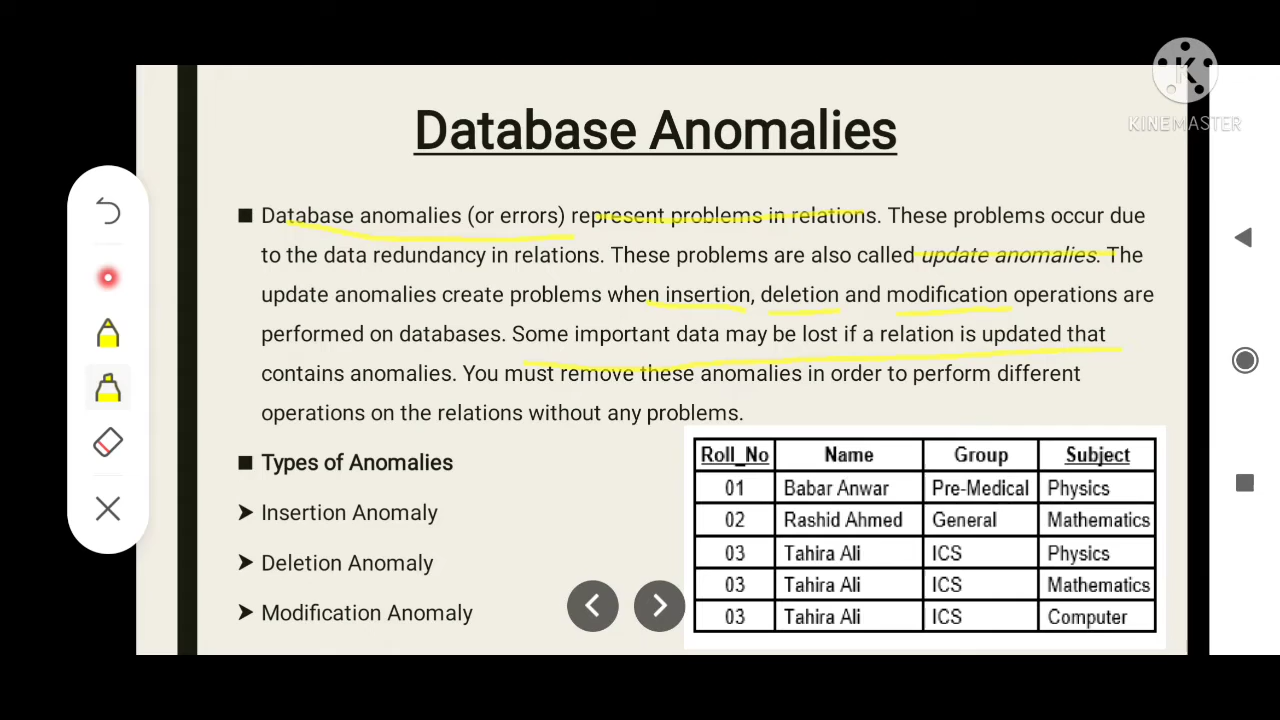 KINEMASTER
Database Anomalies
■ Database anomalies (or errors) represent problems in relations. These problems occur due
to the data redundancy in relations. These problems are also called update anomalies. The
update anomalies create problems when insertion, deletion and modification operations are
performed on databases. Some important data may be lost if a relation is updated that
contains anomalies. You must remove these anomalies in order to perform different
operations on the relations without any problems.
■ Types of Anomalies
➤ Insertion Anomaly
➤ Deletion Anomaly
➤ Modification Anomaly
Roll_No Name Group Subject
01 Babar Anwar Pre-Medical Physics
02 Rashid Ahmed General Mathematics
03 Tahira Ali ICS Physics
03 Tahira Ali ICS Mathematics
03 Tahira Ali ICS Computer